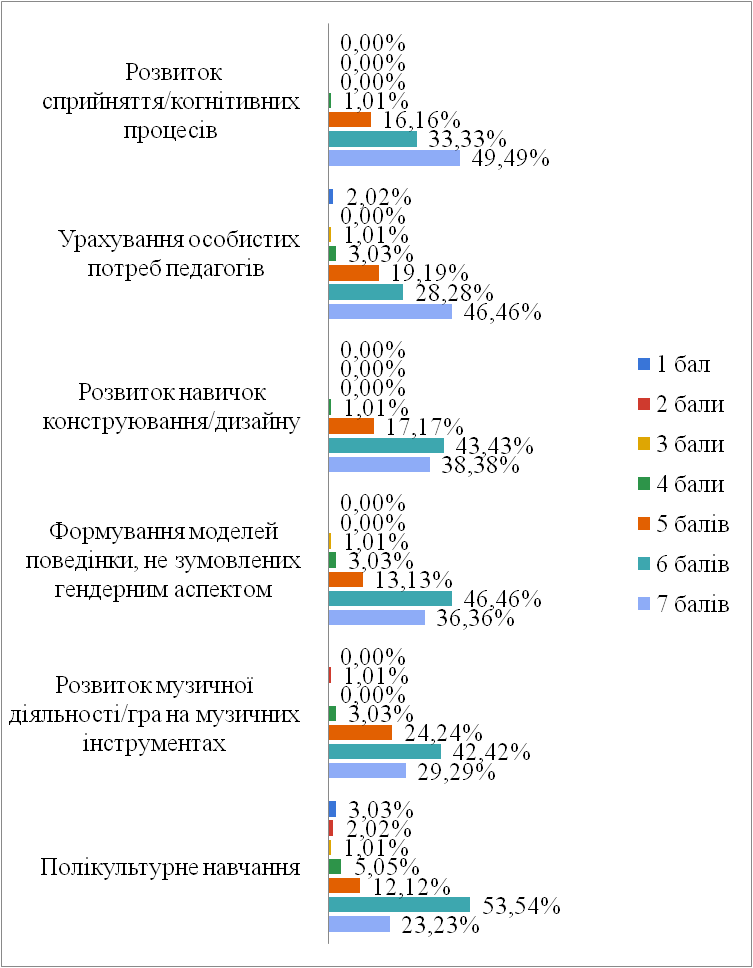 Розвиток
сприйняття/когнітивних
процесів
0,00%
0,00%
0,00%
1,01%
16,16%
33,33%
49,49%
Урахування особистих
потреб педагогів
2,02%
0,00%
1,01%
3,03%
19,19%
28,28%
46,46%
Розвиток навичок
конструювання/дизайну
0,00%
0,00%
0,00%
1,01%
17,17%
43,43%
38,38%
Формування моделей
поведінки, не зумовлених
гендерним аспектом
0,00%
0,00%
1,01%
3,03%
13,13%
46,46%
36,36%
Розвиток музичної
діяльності/гра на музичних
інструментах
0,00%
1,01%
0,00%
3,03%
24,24%
42,42%
29,29%
Полікультурне навчання
3,03%
2,02%
1,01%
5,05%
12,12%
53,54%
23,23%
1 бал
2 бали
3 бали
4 бали
5 балів
6 балів
7 балів